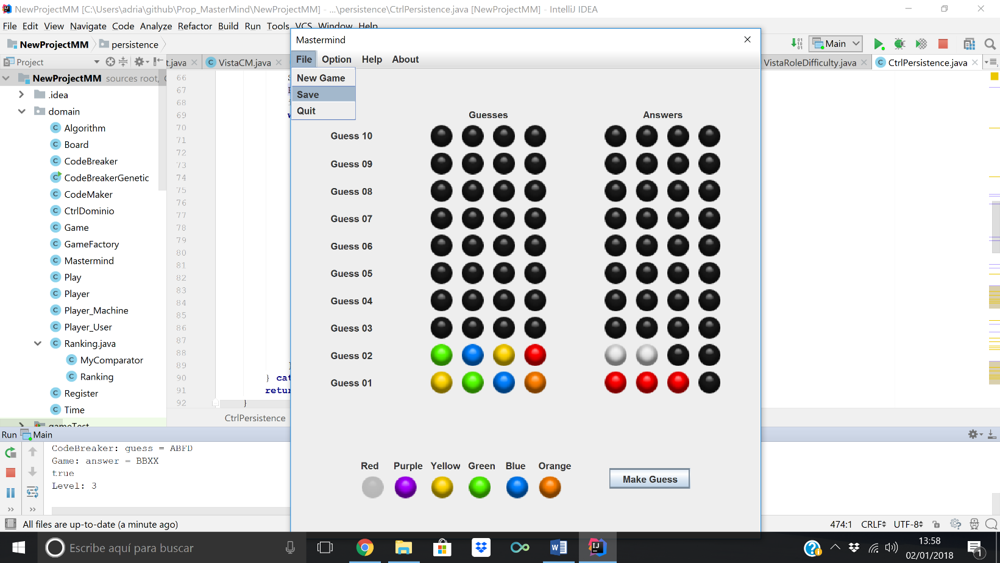 NewProjectMM [C:\Users\adria\github\Prop_MasterMind\NewProjectMM] - ...\persistence\CtrlPersistence.java [NewProjectMM] - IntelliJ IDEA
File Edit View Navigate Code Analyze Refactor Build Run Tools VCS Window Help
NewProjectMM persistence
Main
Project
t.java VistaCM.java VistaRoleDifficulty.java CtrlPersistence.java
NewProjectMM sources root,
.idea
domain
Algorithm
Board
CodeBreaker
CodeBreakerGenetic
CodeMaker
CtrlDominio
Game
GameFactory
Mastermind
Play
Player
Player_Machine
Player_User
Ranking.java
MyComparator
Ranking
Register
Time
gameTest
66
67
68
69
70
71
72
73
74
75
76
77
78
79
80
81
82
83
84
85
86
87
88
89 }
90 } cat
91 retur
92 }
CtrlPersistence
Mastermind
File Option Help About
New Game
Save
Quit
Guesses Answers
Guess 10
Guess 09
Guess 08
Guess 07
Guess 06
Guess 05
Guess 04
Guess 03
Guess 02
Guess 01
Red Purple Yellow Green Blue Orange
Make Guess
Run Main
CodeBreaker: guess = ABFD
Game: answer = BBXX
true
Level: 3
All files are up-to-date (a minute ago)
474:1 CRLF UTF-8
Escribe aquí para buscar
13:58
02/01/2018
1